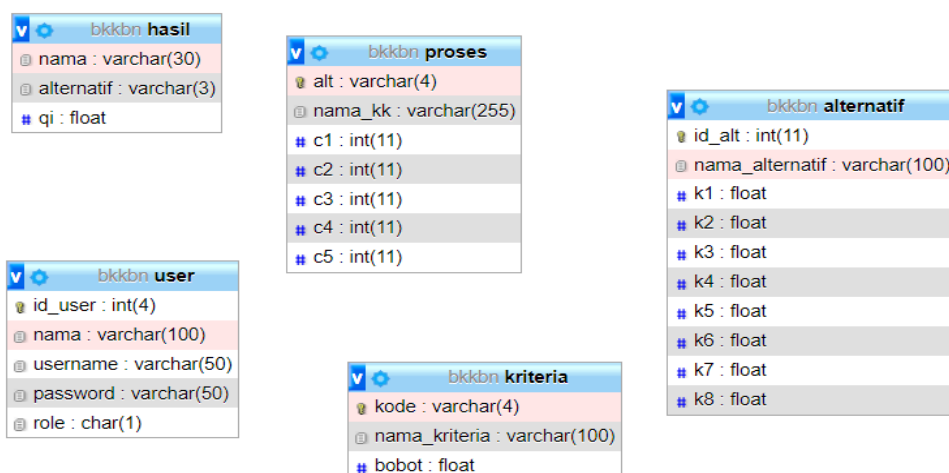 bkkbn hasil
nama : varchar(30)
alternatif : varchar(3)
# qi : float
bkkbn proses
alt : varchar(4)
nama_kk : varchar(255)
# c1 : int(11)
# c2 : int(11)
# c3 : int(11)
# c4 : int(11)
# c5 : int(11)
bkkbn alternatif
id_alt : int(11)
nama_alternatif : varchar(100)
# k1 : float
# k2 : float
# k3 : float
# k4 : float
# k5 : float
# k6 : float
# k7 : float
# k8 : float
bkkbn user
id_user : int(4)
nama : varchar(100)
username : varchar(50)
password : varchar(50)
role : char(1)
bkkbn kriteria
kode : varchar(4)
nama_kriteria : varchar(100)
# bobot : float